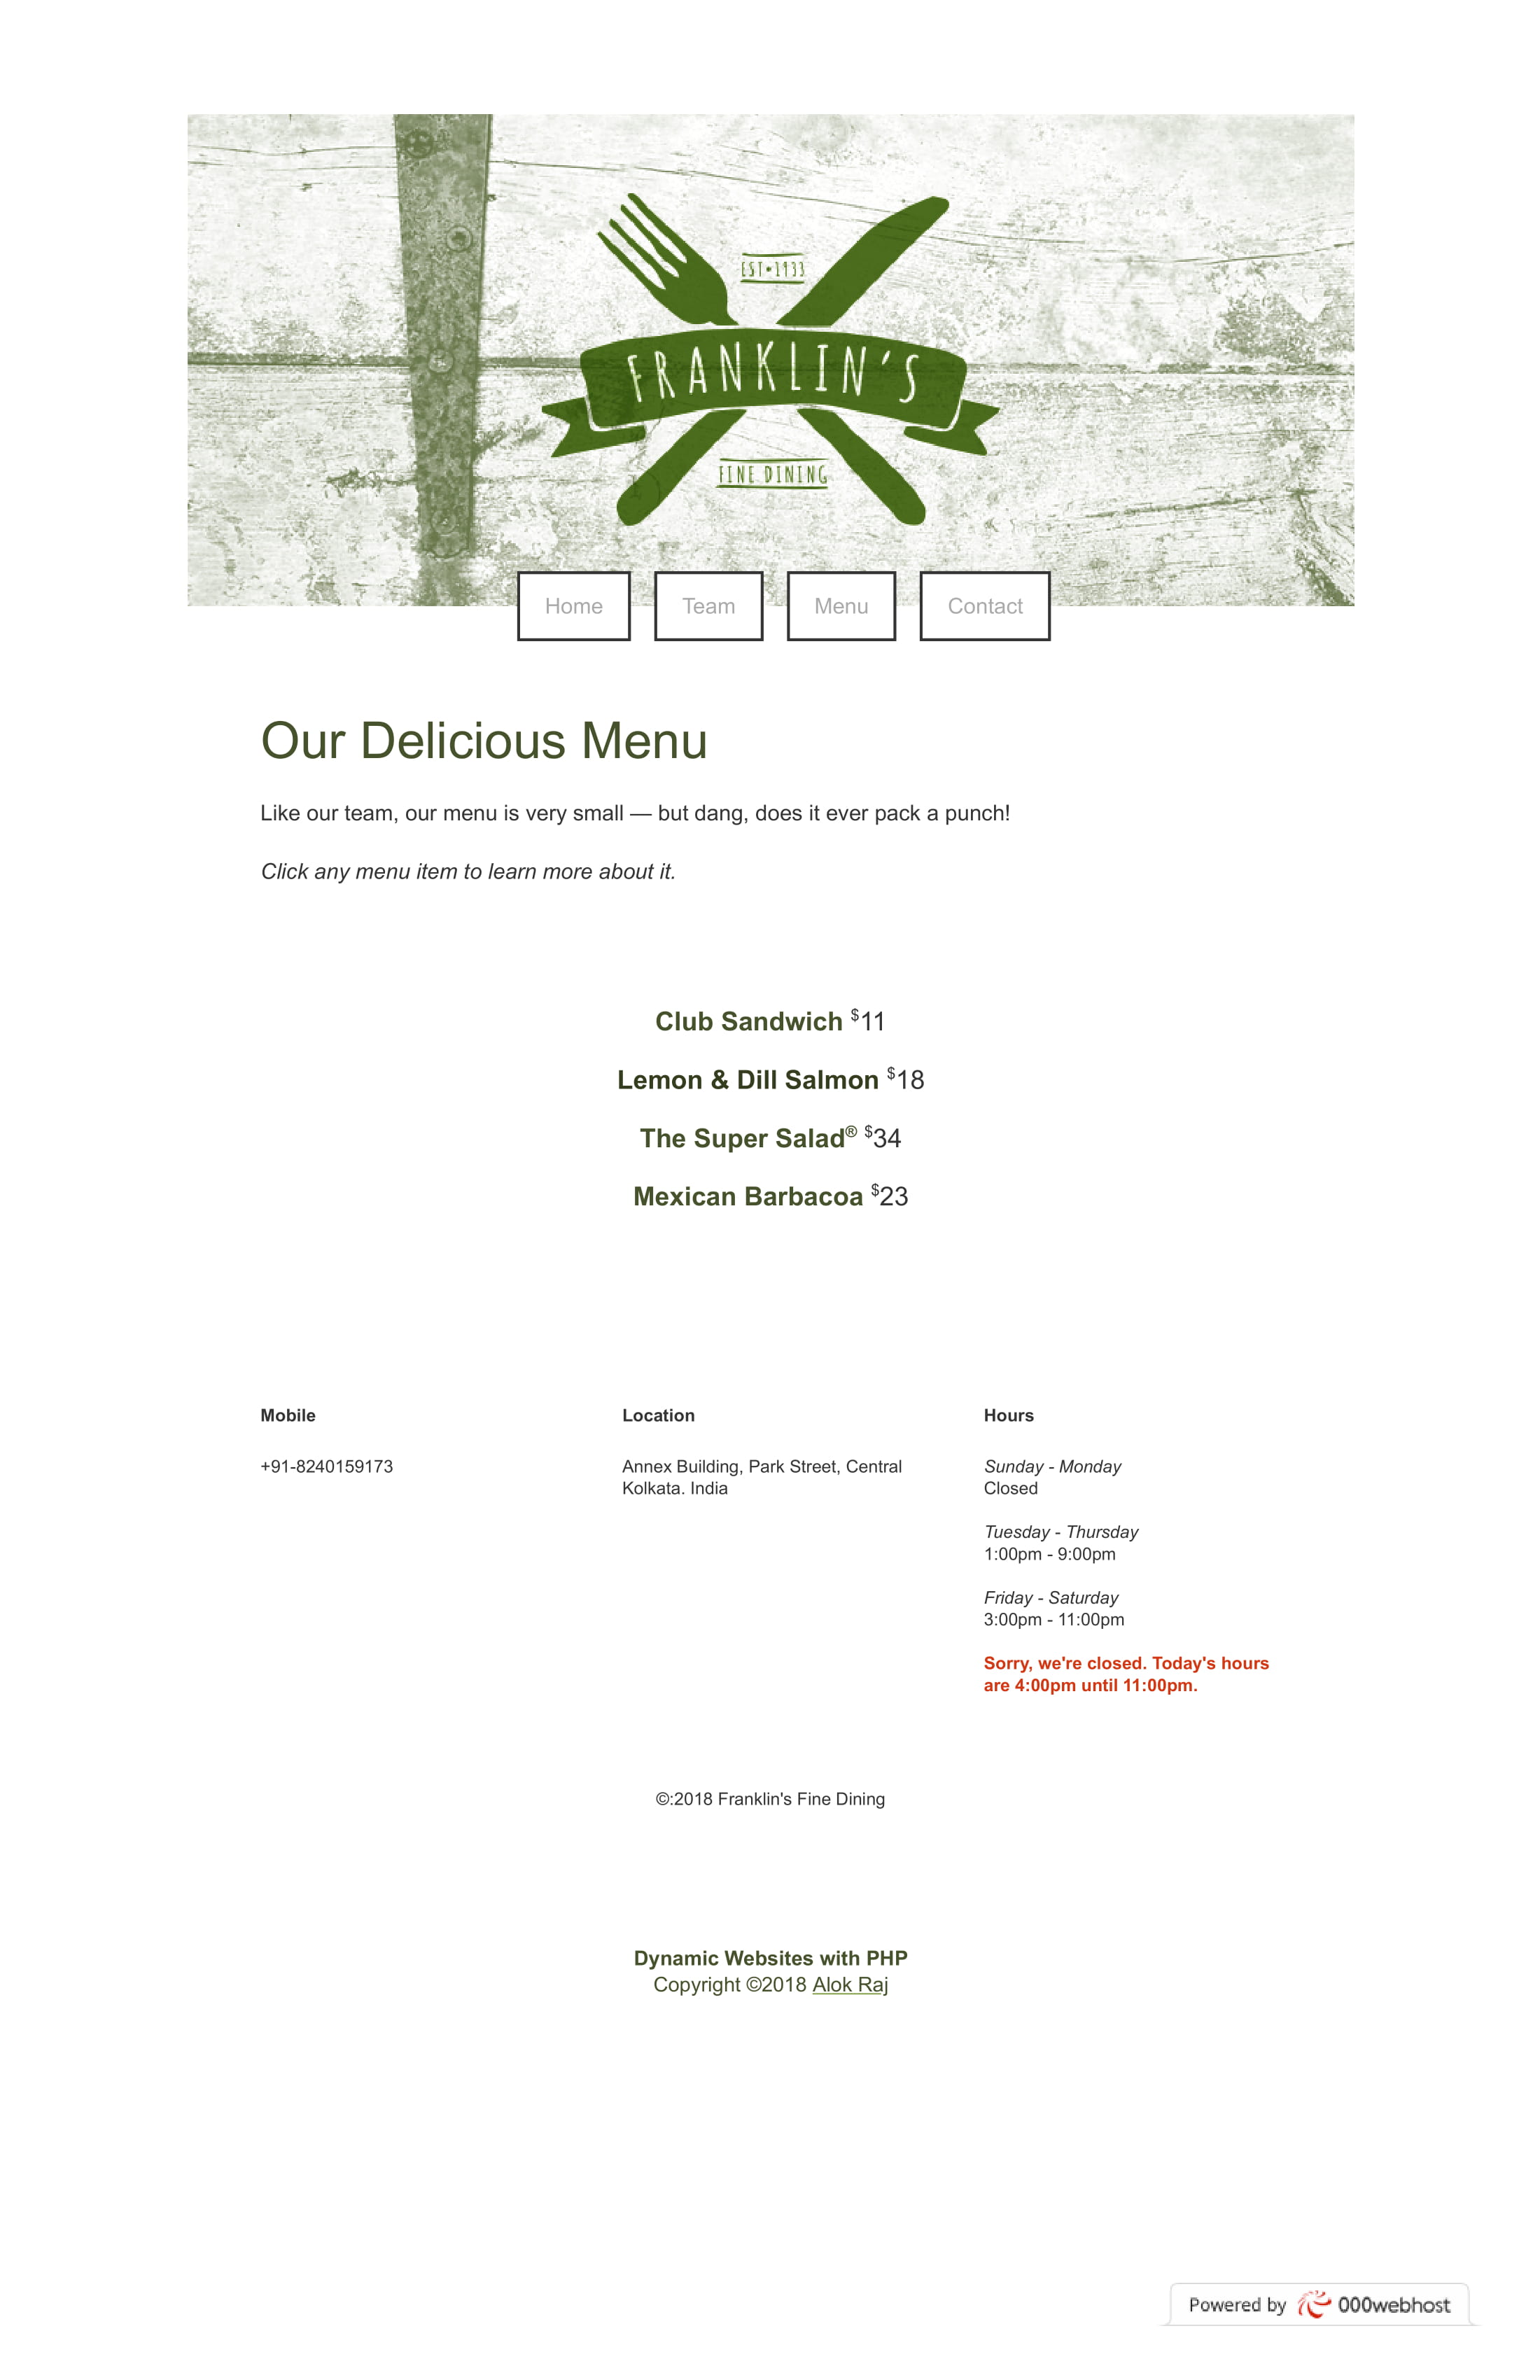 EST•1933
FRANKLIN'S
FINE DINING
Home
Team
Menu
Contact
Our Delicious Menu
Like our team, our menu is very small — but dang, does it ever pack a punch!
Click any menu item to learn more about it.
Club Sandwich $11
Lemon & Dill Salmon $18
The Super Salad® $34
Mexican Barbacoa $23
Mobile
+91-8240159173
Location
Annex Building, Park Street, Central
Kolkata. India
Hours
Sunday - Monday
Closed
Tuesday - Thursday
1:00pm - 9:00pm
Friday - Saturday
3:00pm - 11:00pm
Sorry, we're closed. Today's hours
are 4:00pm until 11:00pm.
©:2018 Franklin's Fine Dining
Dynamic Websites with PHP
Copyright ©2018 Alok Raj
Powered by 000webhost